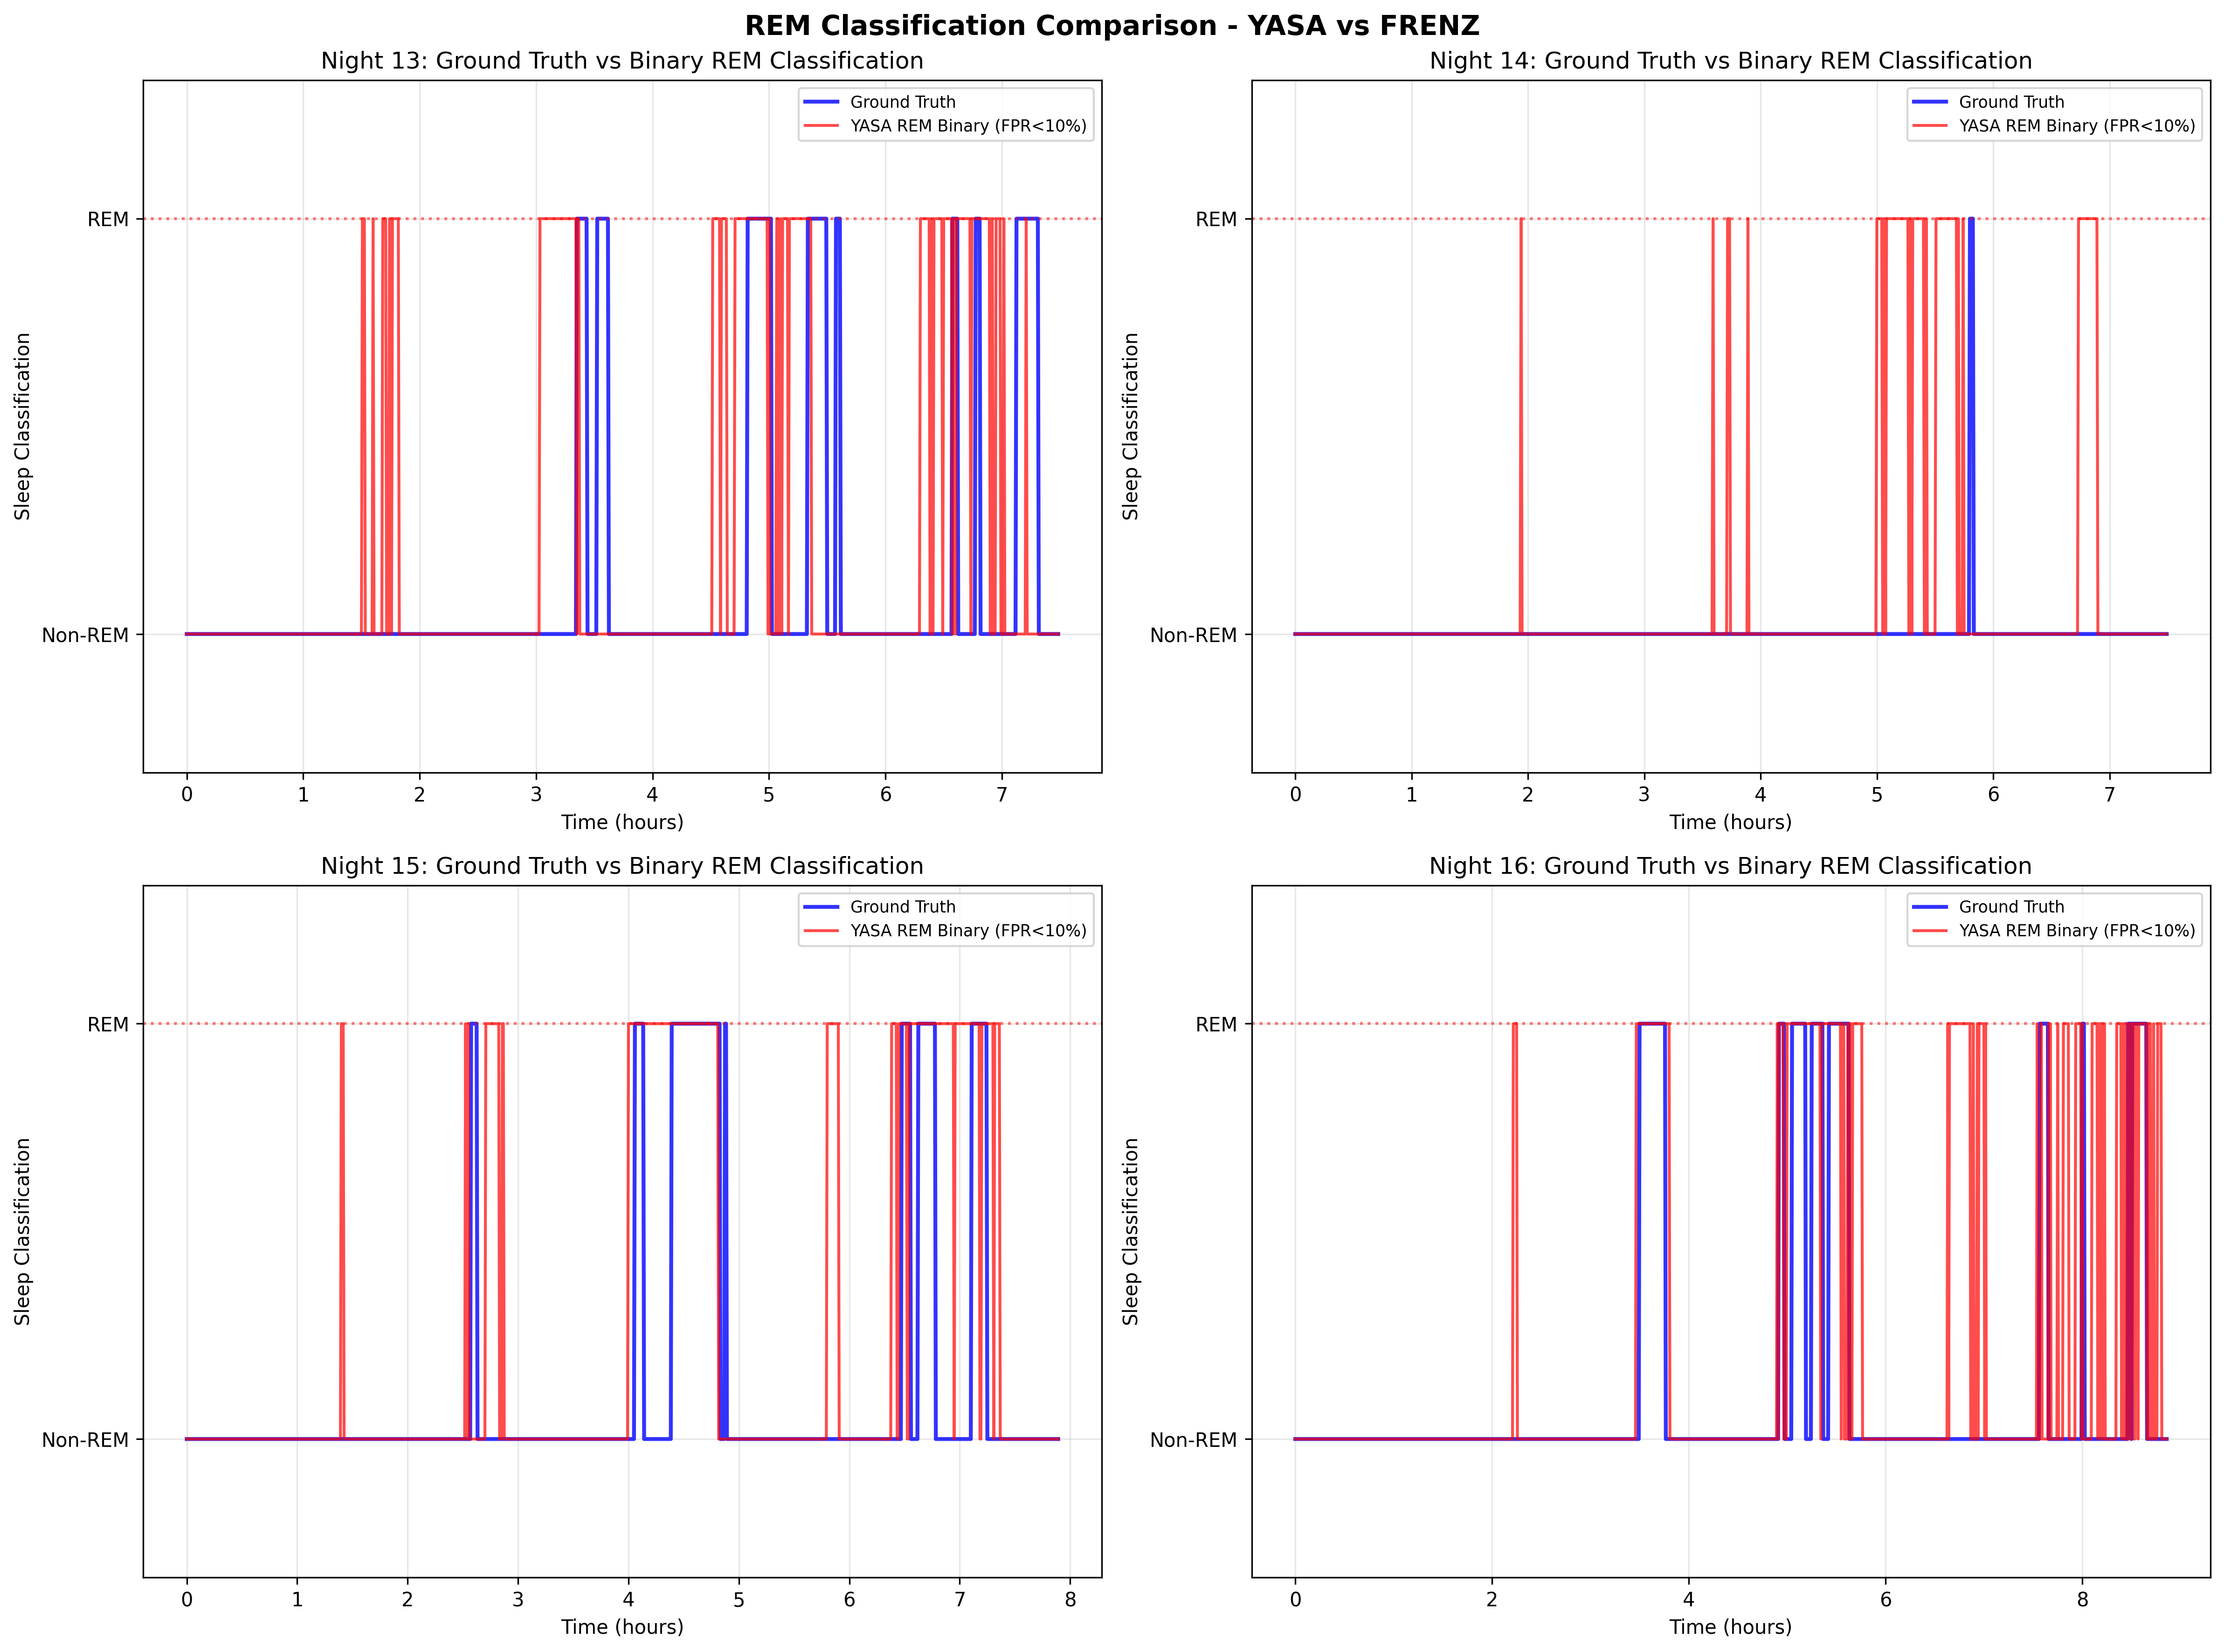 REM Classification Comparison - YASA vs FRENZ
Night 13: Ground Truth vs Binary REM Classification
Ground Truth
YASA REM Binary (FPR<10%)
REM
Non-REM
Sleep Classification
0 1 2 3 4 5 6 7
Time (hours)
Night 14: Ground Truth vs Binary REM Classification
Ground Truth
YASA REM Binary (FPR<10%)
REM
Non-REM
Sleep Classification
0 1 2 3 4 5 6 7
Time (hours)
Night 15: Ground Truth vs Binary REM Classification
Ground Truth
YASA REM Binary (FPR<10%)
REM
Non-REM
Sleep Classification
0 1 2 3 4 5 6 7 8
Time (hours)
Night 16: Ground Truth vs Binary REM Classification
Ground Truth
YASA REM Binary (FPR<10%)
REM
Non-REM
Sleep Classification
0 2 4 6 8
Time (hours)